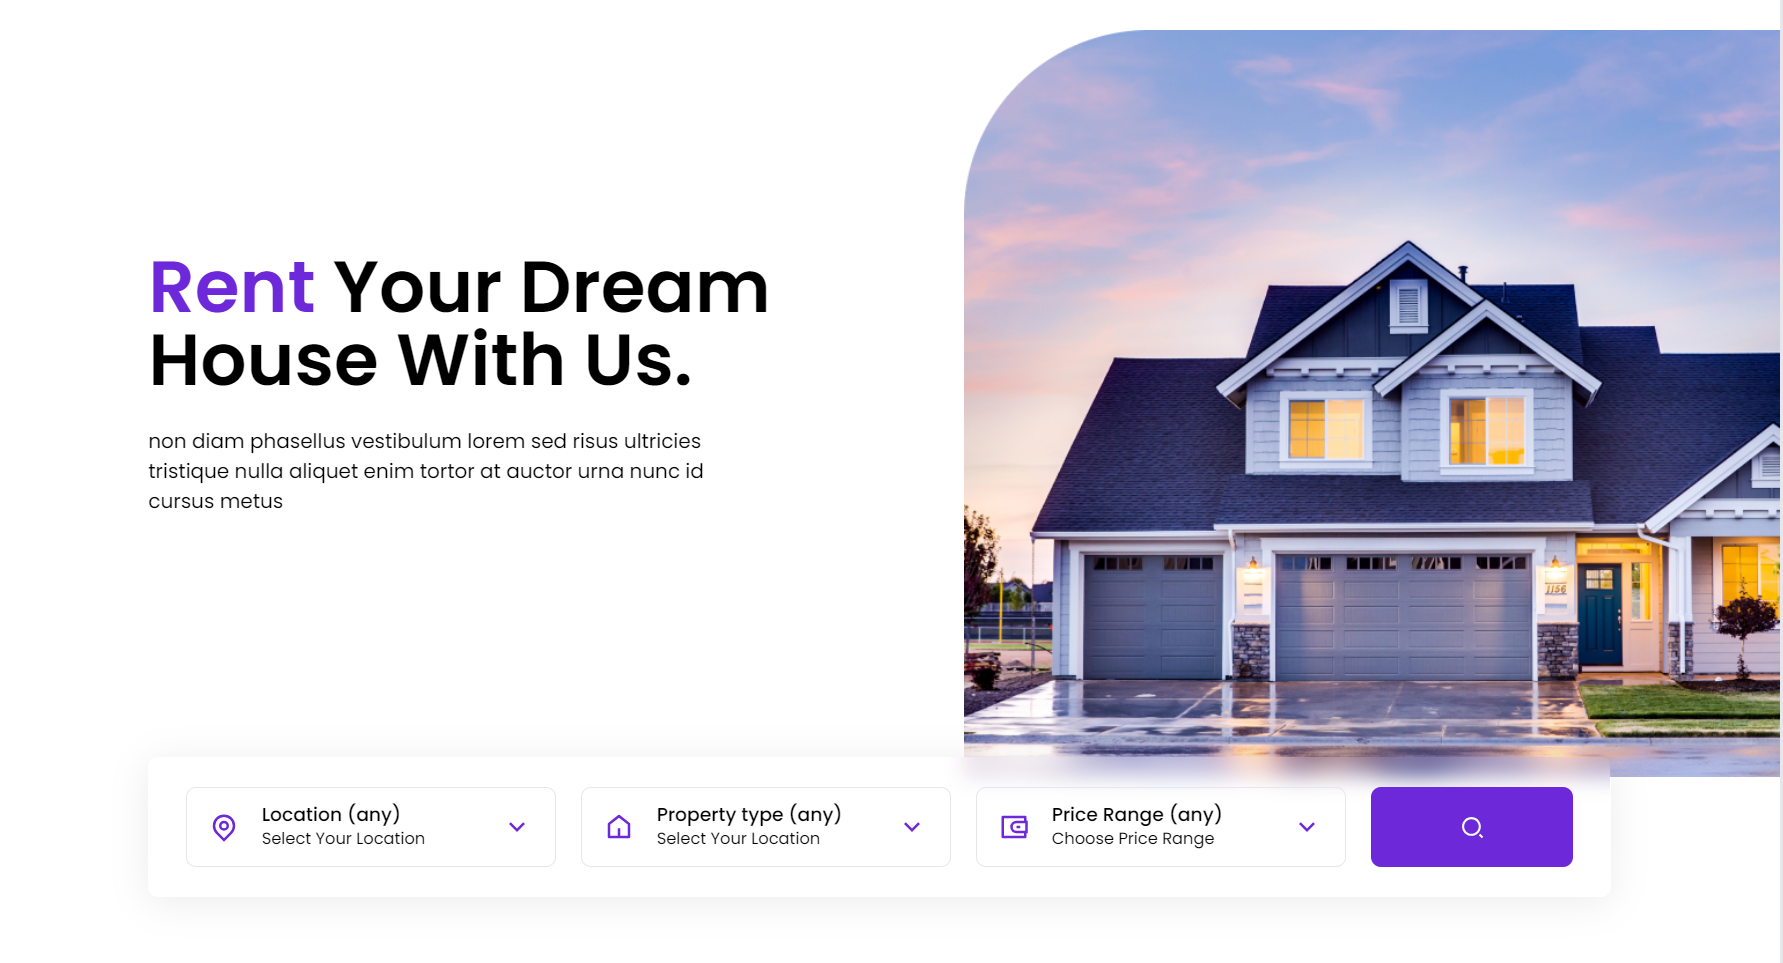 Rent Your Dream
House With Us.
non diam phasellus vestibulum lorem sed risus ultricies
tristique nulla aliquet enim tortor at auctor urna nunc id
cursus metus
1156
Location (any)
Select Your Location
Property type (any)
Select Your Location
Price Range (any)
Choose Price Range